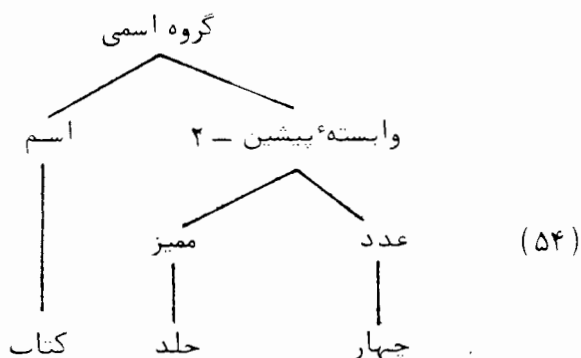 گروه اسمی
وابستهٔ پیشین – ۲ اسم
(۵۴) عدد ممیز
چهار جلد کتاب